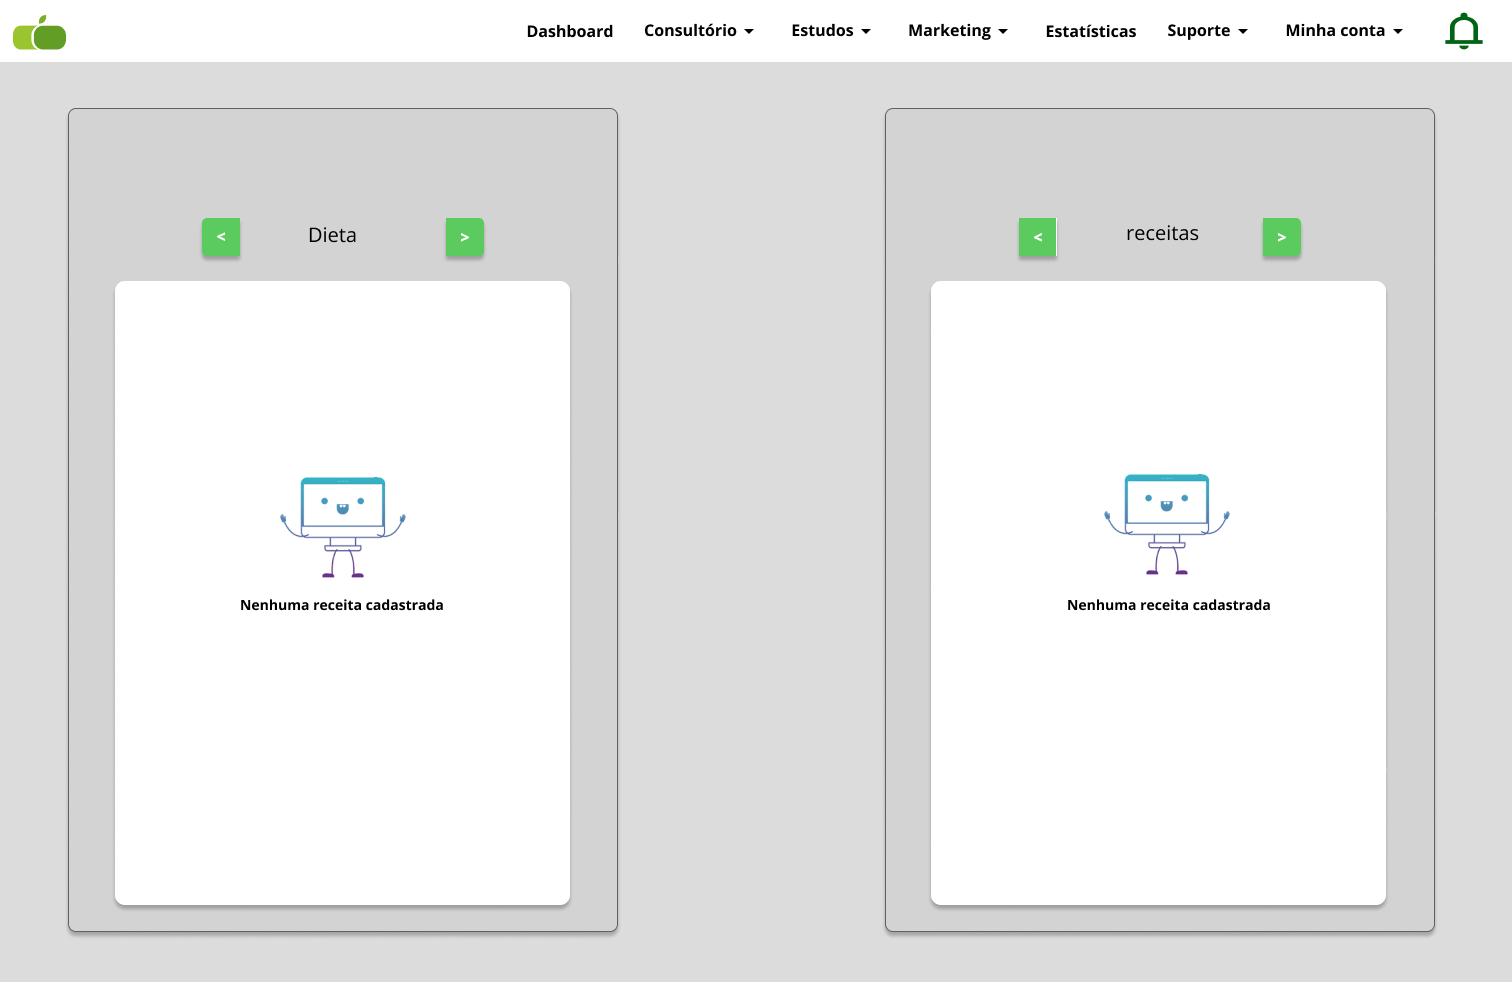 Dashboard
Consultório
Estudos
Marketing
Estatísticas
Suporte
Minha conta
<
Dieta
>
Nenhuma receita cadastrada
<
receitas
>
Nenhuma receita cadastrada